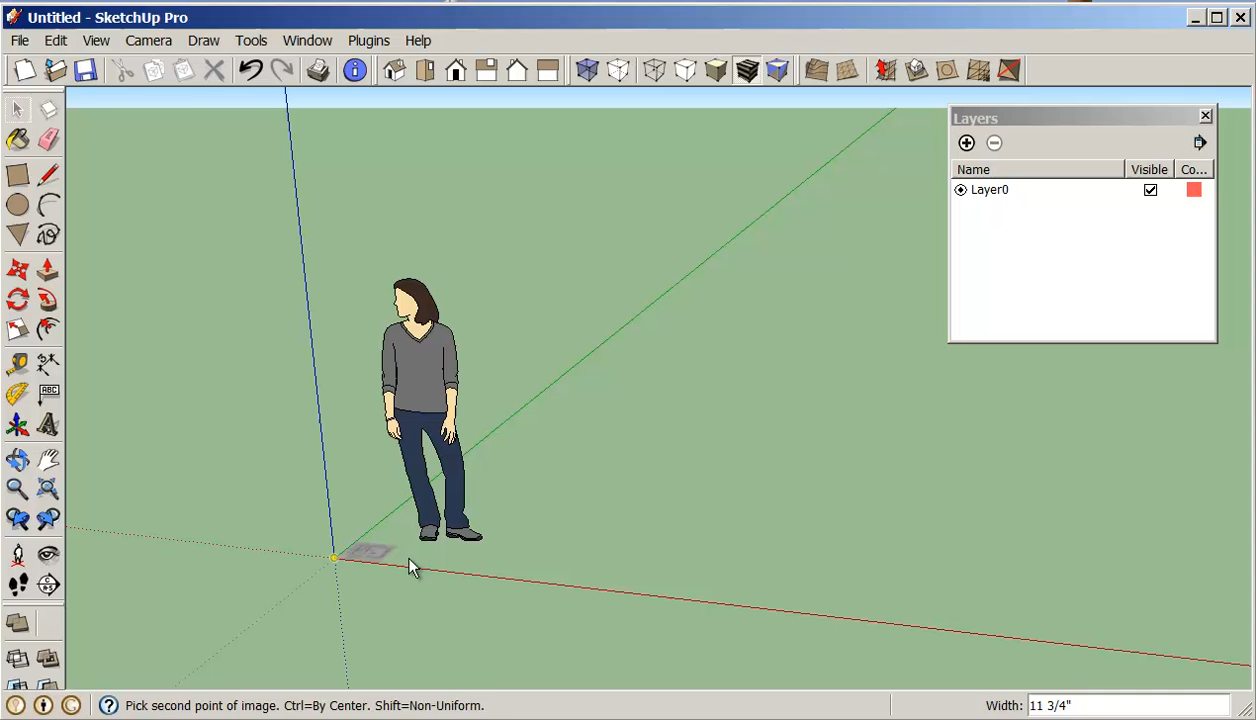 Untitled - SketchUp Pro
File Edit View Camera Draw Tools Window Plugins Help
Layers
Name Visible Co...
Layer0
ABC
Pick second point of image. Ctrl=By Center. Shift=Non-Uniform.
Width: 11 3/4"